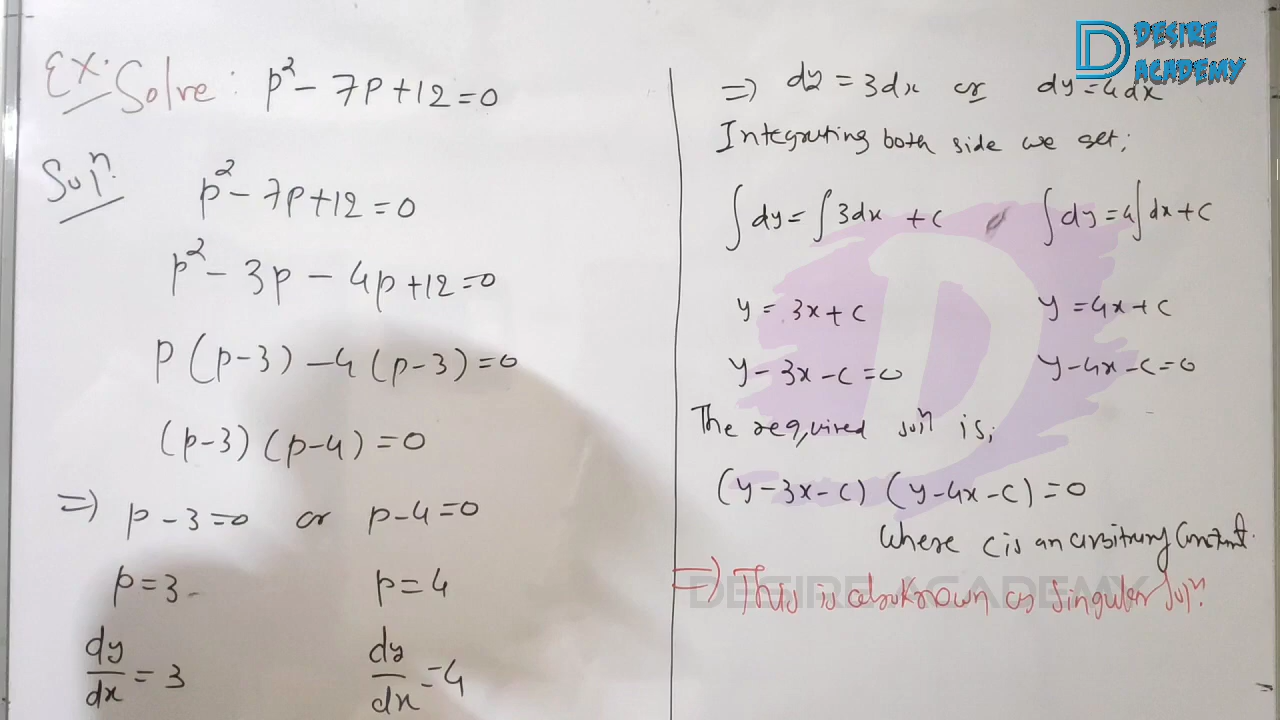 Ex: Solve: p² - 7p + 12 = 0
Solⁿ:
p² - 7p + 12 = 0
p² - 3p - 4p + 12 = 0
p (p-3) - 4 (p-3) = 0
(p-3) (p-4) = 0
⇒ p - 3 = 0 or p - 4 = 0
p = 3 p = 4
dy/dx = 3 dy/dx = 4
DESIRE
ACADEMY
⇒ dy = 3dx or dy = 4dx
Integrating both side we get;
∫dy = ∫3dx + c ∫dy = 4∫dx + c
y = 3x + c y = 4x + c
y - 3x - c = 0 y - 4x - c = 0
The required solⁿ is;
(y - 3x - c) (y - 4x - c) = 0
where c is an arbitrary constant.
⇒ This is also known as singular solⁿ.
DESIRE ACADEMY